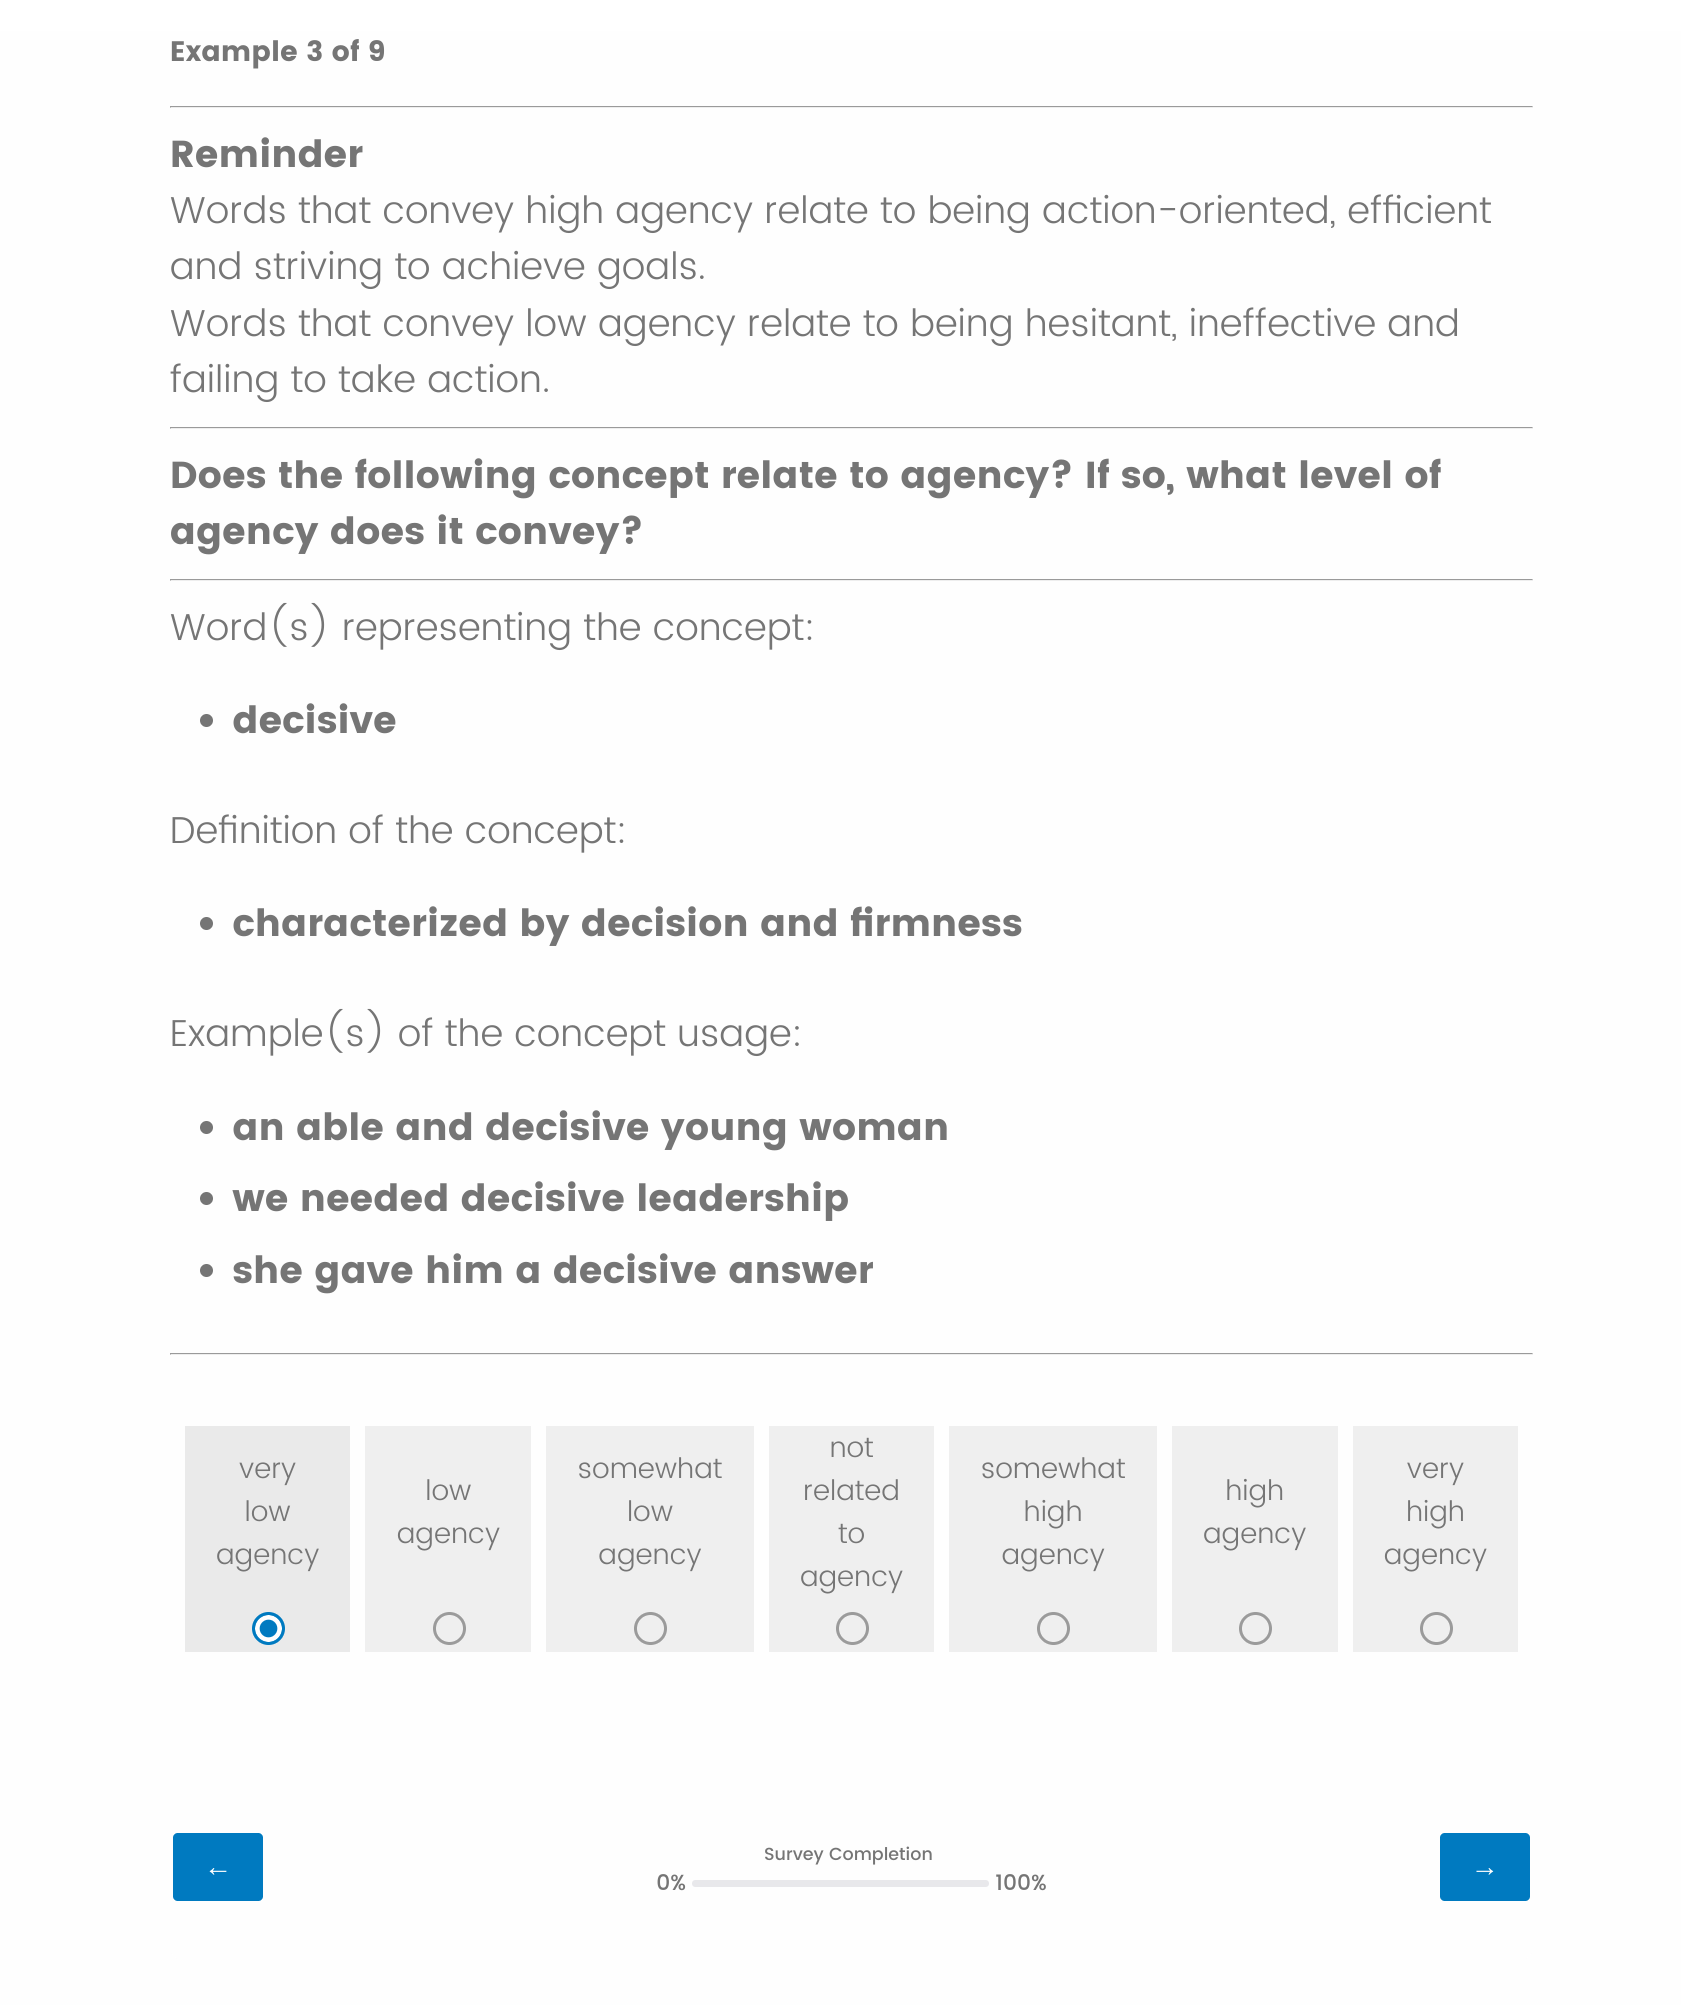 Example 3 of 9
Reminder
Words that convey high agency relate to being action-oriented, efficient
and striving to achieve goals.
Words that convey low agency relate to being hesitant, ineffective and
failing to take action.
Does the following concept relate to agency? If so, what level of
agency does it convey?
Word(s) representing the concept:
• decisive
Definition of the concept:
• characterized by decision and firmness
Example(s) of the concept usage:
• an able and decisive young woman
• we needed decisive leadership
• she gave him a decisive answer
very
low
agency
low
agency
somewhat
low
agency
not
related
to
agency
somewhat
high
agency
high
agency
very
high
agency
←
Survey Completion
0% 100%
→